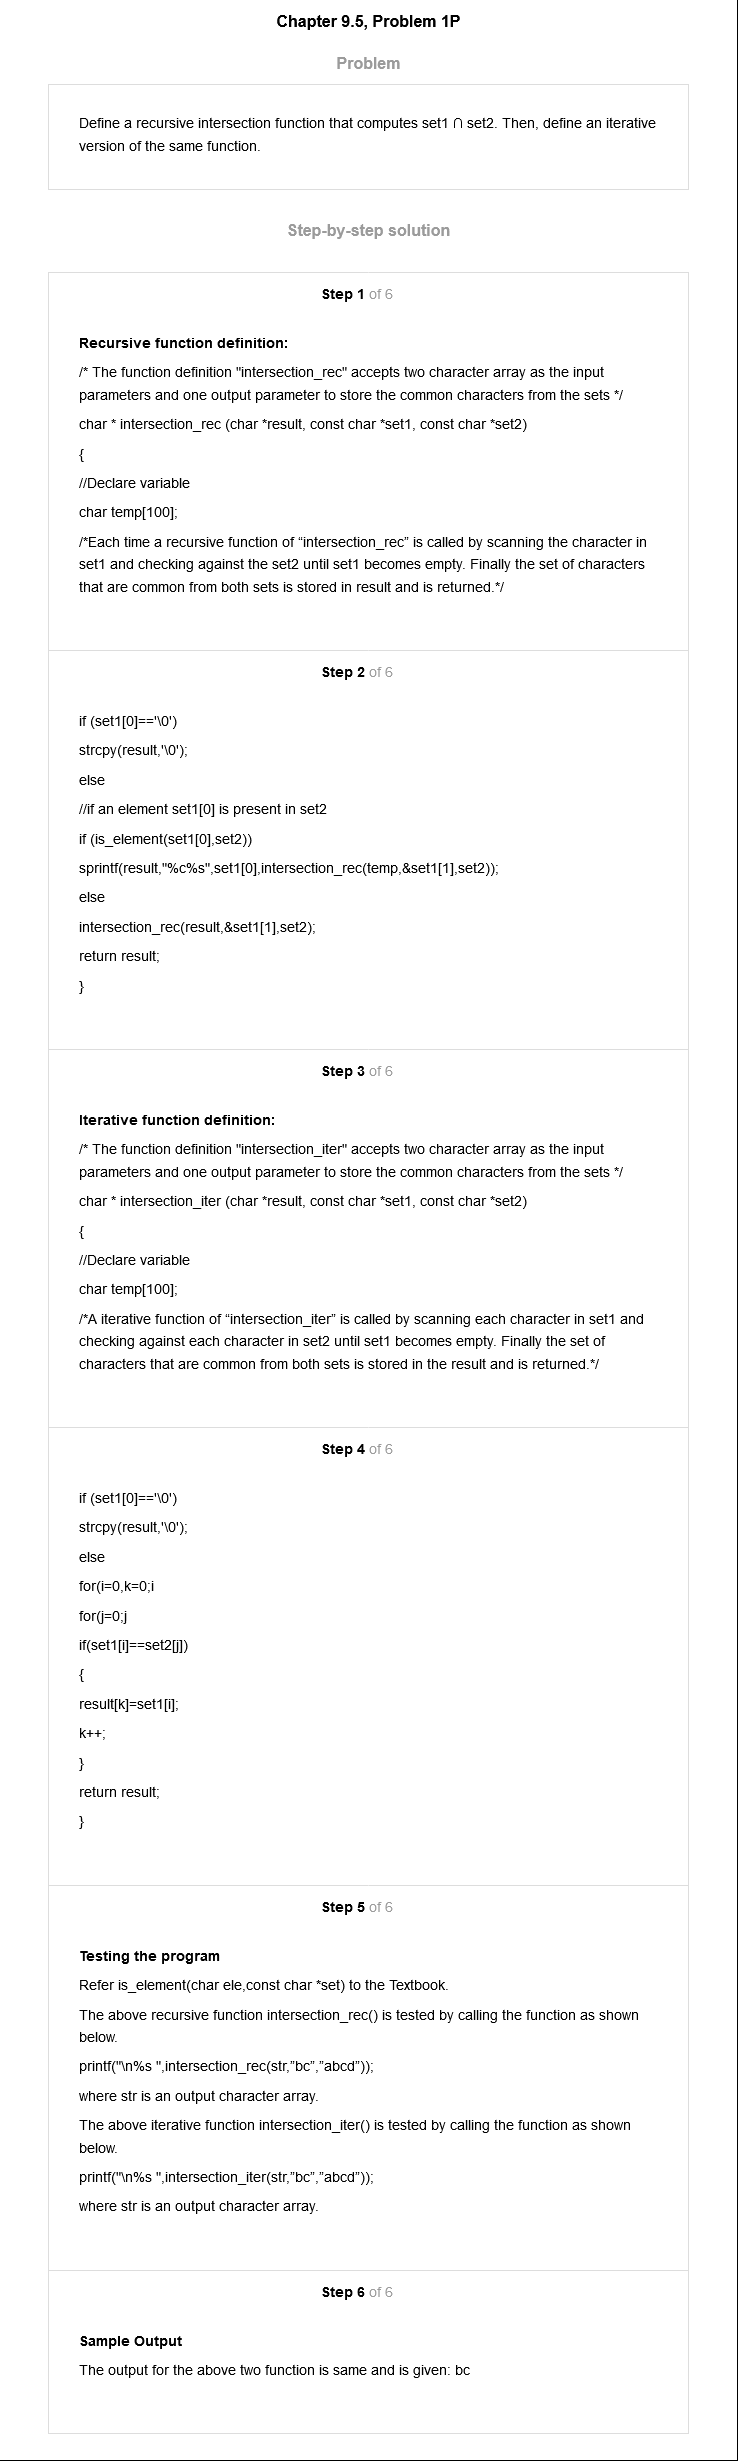 Chapter 9.5, Problem 1P
Problem
Define a recursive intersection function that computes set1 ∩ set2. Then, define an iterative
version of the same function.
Step-by-step solution
Step 1 of 6
Recursive function definition:
/* The function definition "intersection_rec" accepts two character array as the input
parameters and one output parameter to store the common characters from the sets */
char * intersection_rec (char *result, const char *set1, const char *set2)
{
//Declare variable
char temp[100];
/*Each time a recursive function of “intersection_rec” is called by scanning the character in
set1 and checking against the set2 until set1 becomes empty. Finally the set of characters
that are common from both sets is stored in result and is returned.*/
Step 2 of 6
if (set1[0]=='\0')
strcpy(result,'\0');
else
//if an element set1[0] is present in set2
if (is_element(set1[0],set2))
sprintf(result,"%c%s",set1[0],intersection_rec(temp,&set1[1],set2));
else
intersection_rec(result,&set1[1],set2);
return result;
}
Step 3 of 6
Iterative function definition:
/* The function definition "intersection_iter" accepts two character array as the input
parameters and one output parameter to store the common characters from the sets */
char * intersection_iter (char *result, const char *set1, const char *set2)
{
//Declare variable
char temp[100];
/*A iterative function of “intersection_iter” is called by scanning each character in set1 and
checking against each character in set2 until set1 becomes empty. Finally the set of
characters that are common from both sets is stored in the result and is returned.*/
Step 4 of 6
if (set1[0]=='\0')
strcpy(result,'\0');
else
for(i=0,k=0;i
for(j=0;j
if(set1[i]==set2[j])
{
result[k]=set1[i];
k++;
}
return result;
}
Step 5 of 6
Testing the program
Refer is_element(char ele,const char *set) to the Textbook.
The above recursive function intersection_rec() is tested by calling the function as shown
below.
printf("\n%s ",intersection_rec(str,”bc”,”abcd”));
where str is an output character array.
The above iterative function intersection_iter() is tested by calling the function as shown
below.
printf("\n%s ",intersection_iter(str,”bc”,”abcd”));
where str is an output character array.
Step 6 of 6
Sample Output
The output for the above two function is same and is given: bc